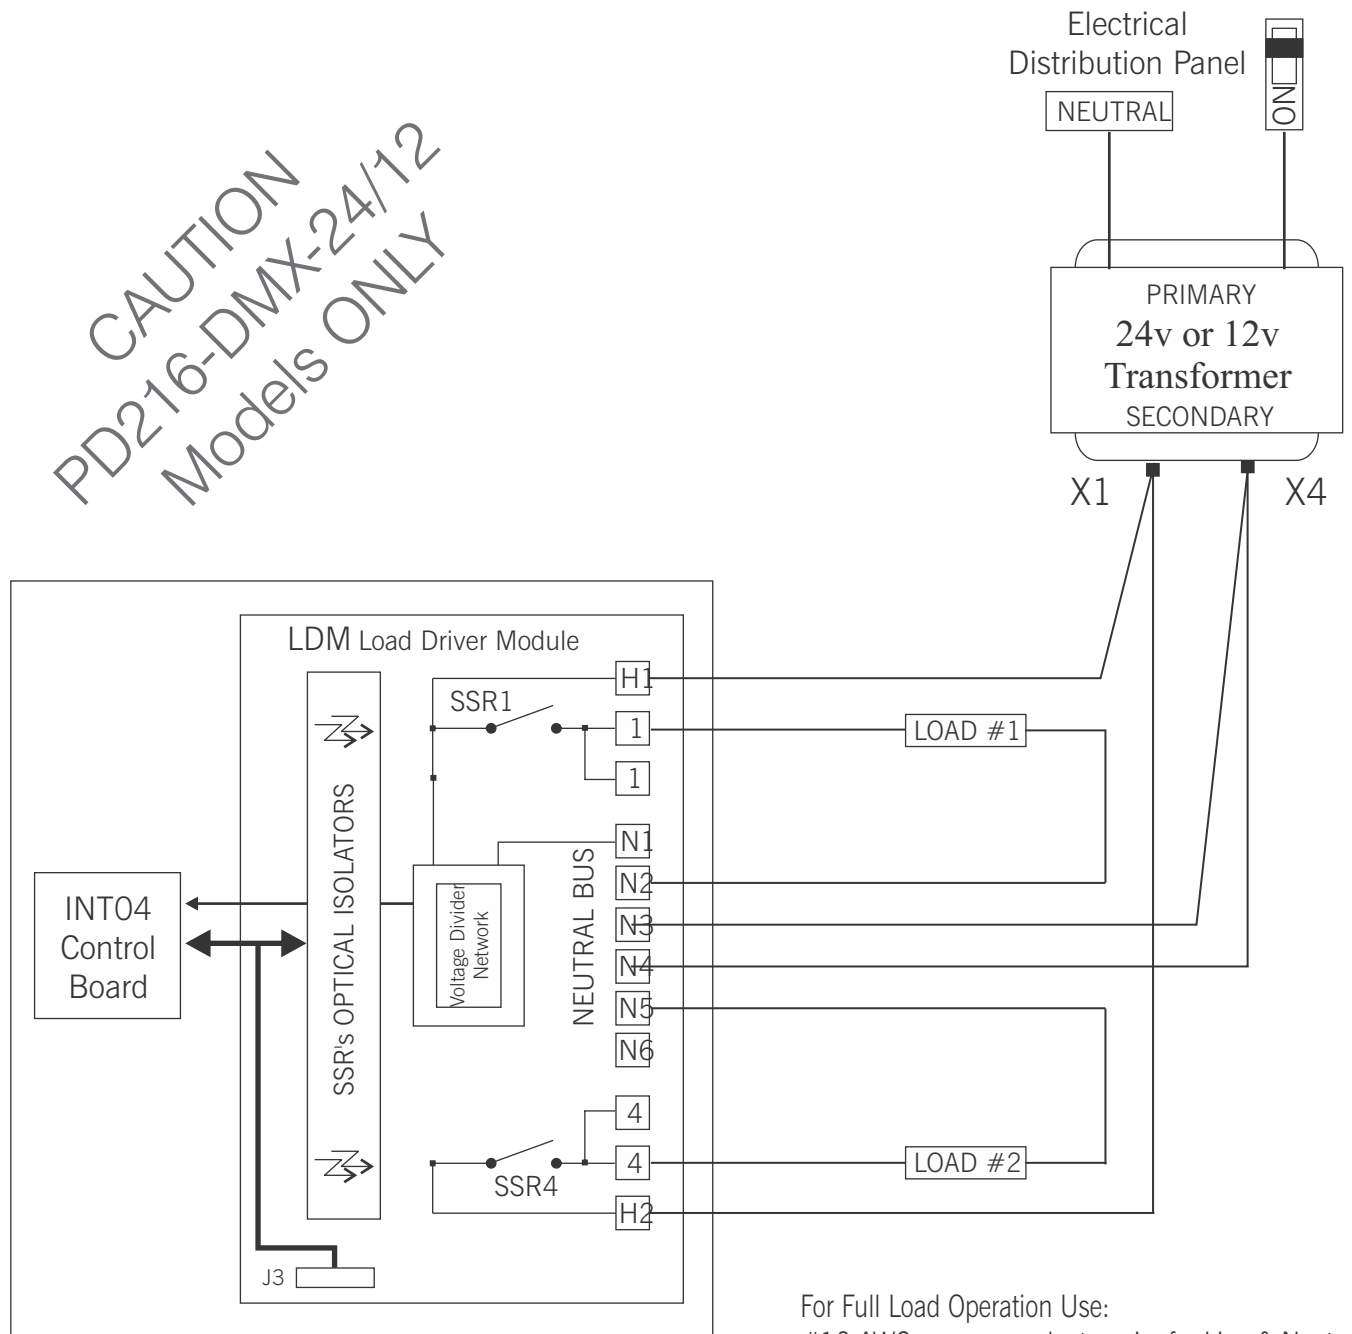 Electrical
Distribution Panel
NEUTRAL
ON
CAUTION
PD216-DMX-24/12
Models ONLY
PRIMARY
24v or 12v
Transformer
SECONDARY
X1
X4
LDM Load Driver Module
H1
SSR1
1
LOAD #1
1
SSR's OPTICAL ISOLATORS
N1
NEUTRAL BUS
N2
INT04
Control
Board
Voltage Divider
Network
N3
N4
N5
N6
4
4
LOAD #2
SSR4
H2
J3
For Full Load Operation Use: